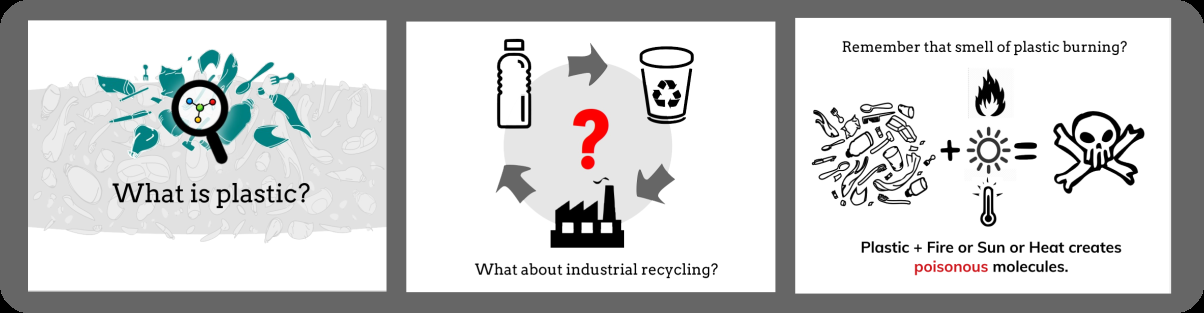 What is plastic?
?
What about industrial recycling?
Remember that smell of plastic burning?
+ =
Plastic + Fire or Sun or Heat creates
poisonous molecules.